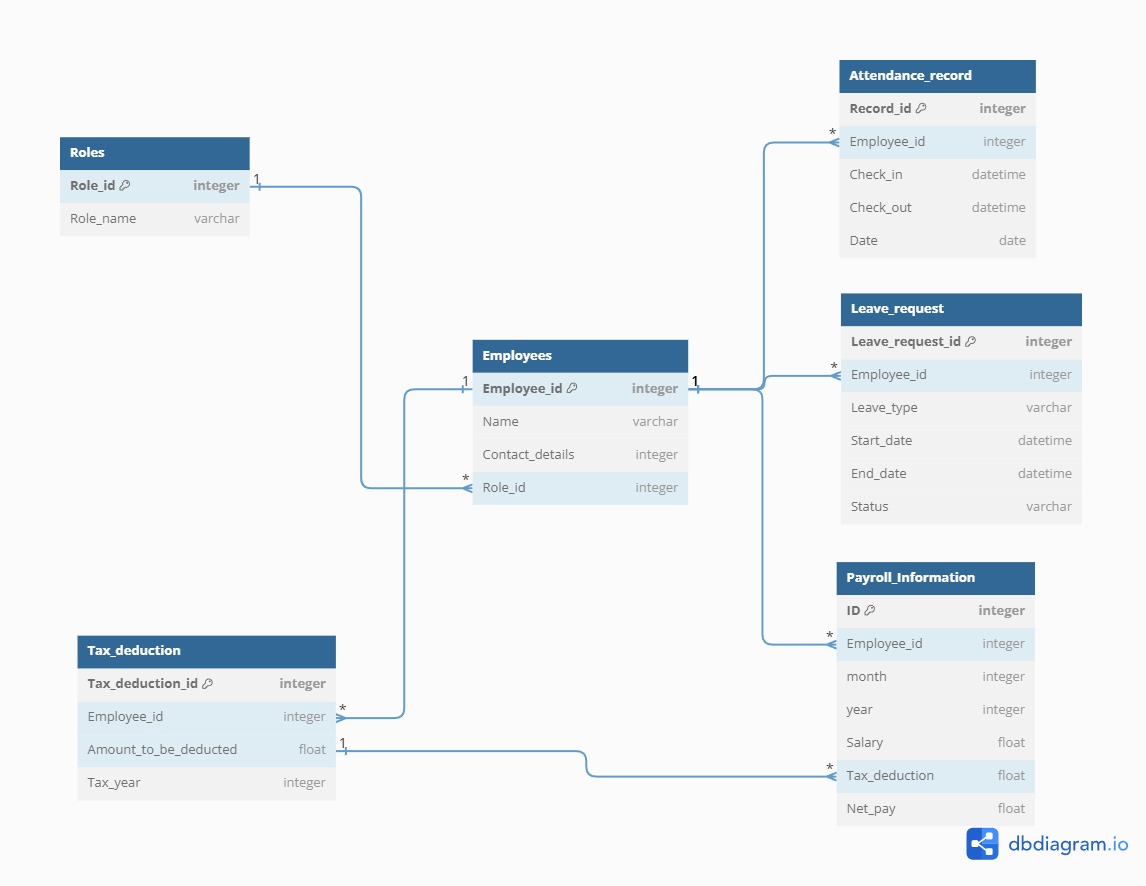 Roles
Role_id integer
Role_name varchar
1
Employees
1 Employee_id integer 1
Name varchar
Contact_details integer
* Role_id integer
Tax_deduction
Tax_deduction_id integer
Employee_id integer *
Amount_to_be_deducted float 1
Tax_year integer
Attendance_record
Record_id integer
* Employee_id integer
Check_in datetime
Check_out datetime
Date date
Leave_request
Leave_request_id integer
* Employee_id integer
Leave_type varchar
Start_date datetime
End_date datetime
Status varchar
Payroll_Information
ID integer
* Employee_id integer
month integer
year integer
Salary float
* Tax_deduction float
Net_pay float
dbdiagram.io